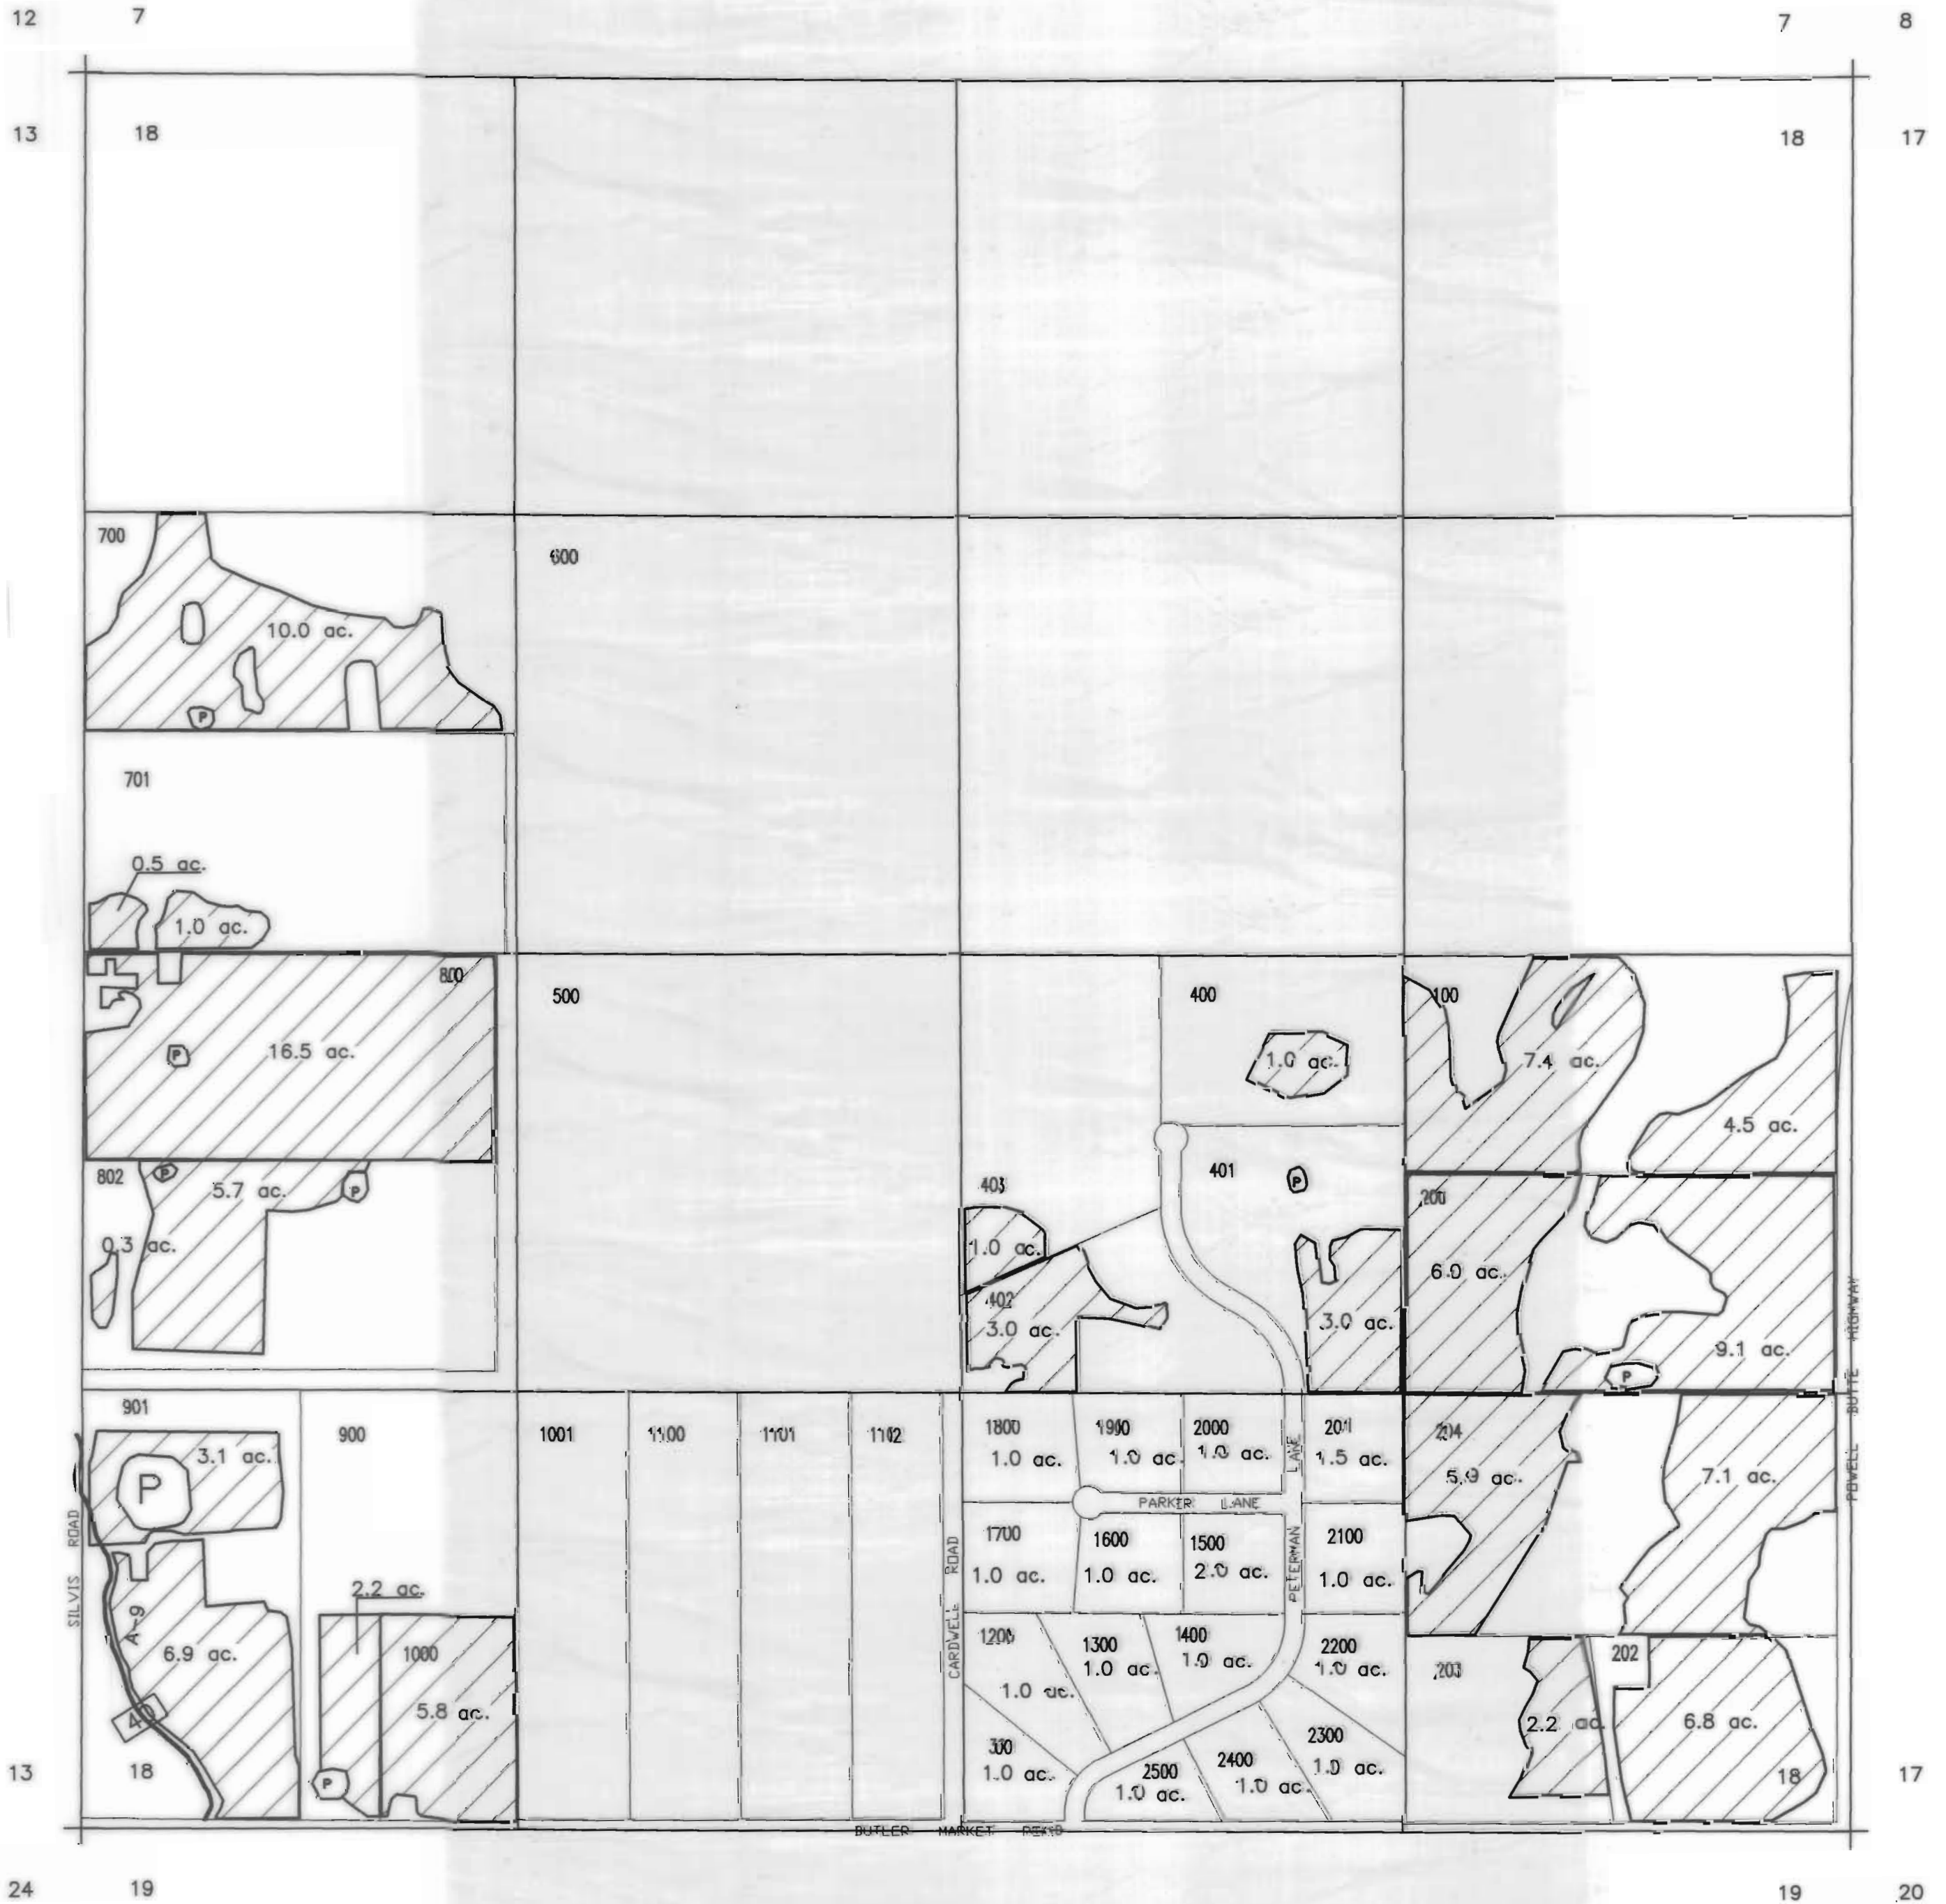 12 7 7 8
13 18 18 17
700
600
10.0 ac.
P
701
0.5 ac.
1.0 ac.
800
500
400
100
16.5 ac.
P
1.0 ac.
7.4 ac.
4.5 ac.
802
P
5.7 ac.
P
403
401
P
200
0.3 ac.
1.0 ac.
6.0 ac.
402
3.0 ac.
3.0 ac.
9.1 ac.
P
POWELL BUTTE HIGHWAY
901
900
1001
1100
1101
1102
1800
1900
2000
201
204
3.1 ac.
P
1.0 ac.
1.0 ac.
1.0 ac.
1.5 ac.
5.9 ac.
7.1 ac.
PARKER LANE
SILVIS ROAD
CARDWELL ROAD
PETERMAN LANE
1700
1600
1500
2100
1.0 ac.
1.0 ac.
2.0 ac.
1.0 ac.
2.2 ac.
A-9
6.9 ac.
1000
5.8 ac.
1200
1300
1400
2200
203
202
1.0 ac.
1.0 ac.
1.0 ac.
1.0 ac.
2.2 ac.
6.8 ac.
P
300
2500
2400
2300
1.0 ac.
1.0 ac.
1.0 ac.
1.0 ac.
13 18 18 17
BUTLER MARKET
24 19 19 20